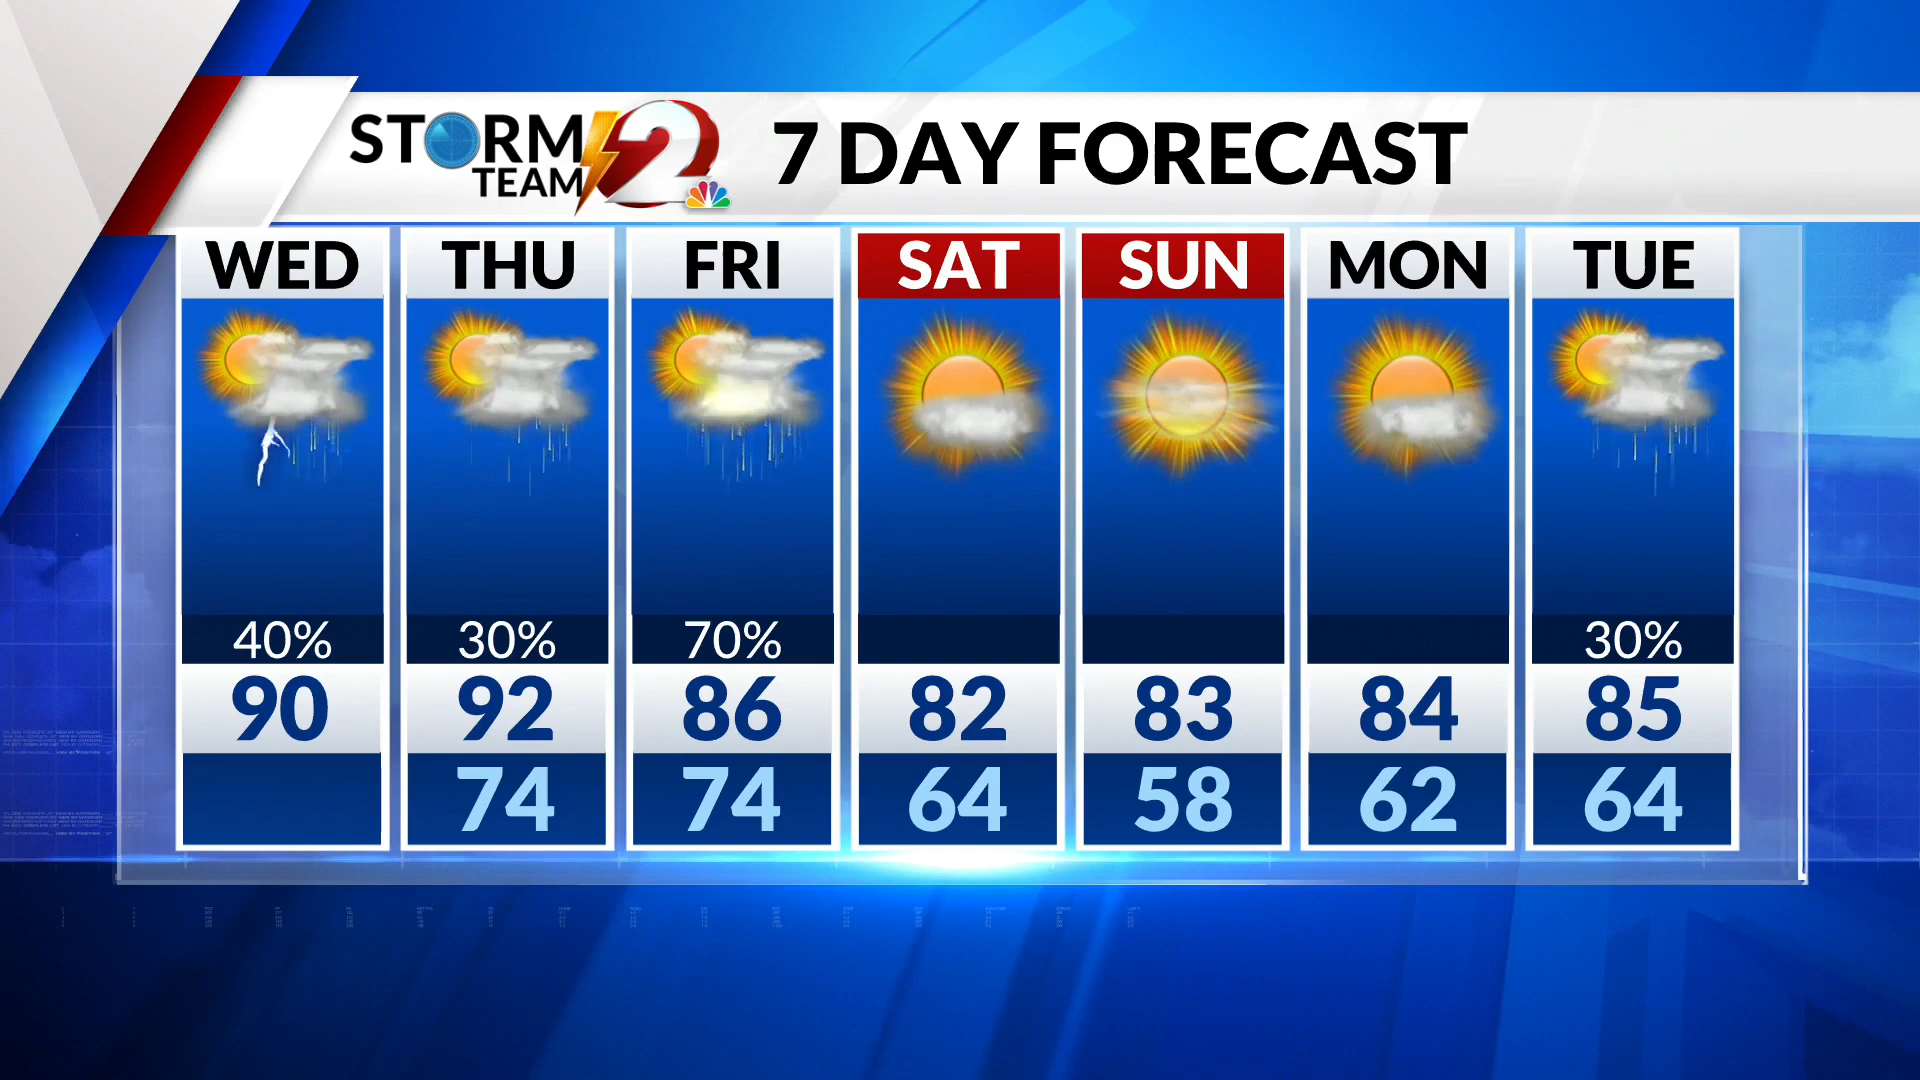 STORM
TEAM
2
7 DAY FORECAST
WED THU FRI SAT SUN MON TUE
40% 30% 70% 30%
90 92 86 82 83 84 85
74 74 64 58 62 64